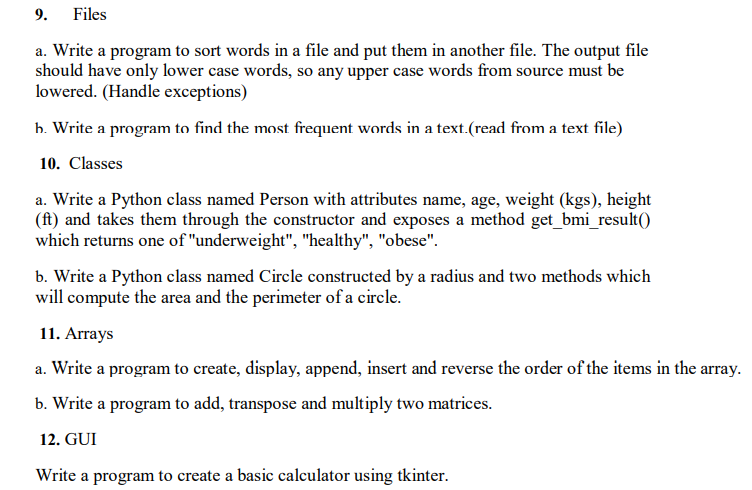 9. Files
a. Write a program to sort words in a file and put them in another file. The output file
should have only lower case words, so any upper case words from source must be
lowered. (Handle exceptions)
b. Write a program to find the most frequent words in a text.(read from a text file)
10. Classes
a. Write a Python class named Person with attributes name, age, weight (kgs), height
(ft) and takes them through the constructor and exposes a method get_bmi_result()
which returns one of "underweight", "healthy", "obese".
b. Write a Python class named Circle constructed by a radius and two methods which
will compute the area and the perimeter of a circle.
11. Arrays
a. Write a program to create, display, append, insert and reverse the order of the items in the array.
b. Write a program to add, transpose and multiply two matrices.
12. GUI
Write a program to create a basic calculator using tkinter.